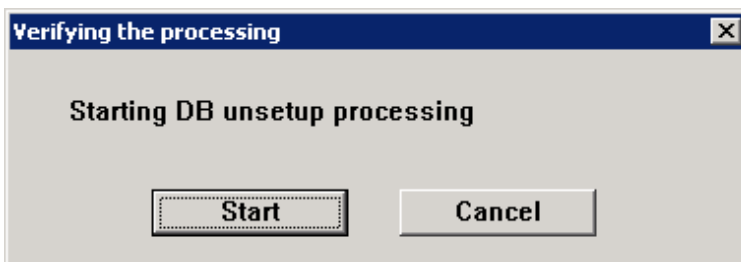 Verifying the processing
Starting DB unsetup processing
Start Cancel